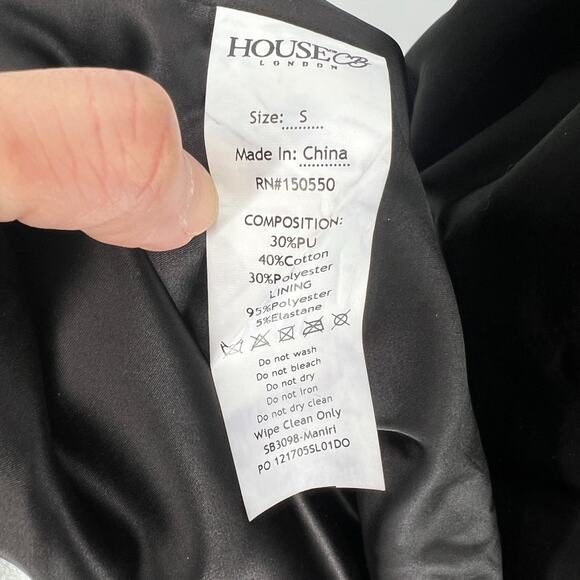 HOUSE OF CB
LONDON
Size: S
Made In: China
RN#150550
COMPOSITION:
30%PU
40%Cotton
30%Polyester
LINING
95%Polyester
5%Elastane
Do not wash
Do not bleach
Do not dry
Do not Iron
Do not dry clean
Wipe Clean Only
SB3098-Maniri
PO 121705SL01DO